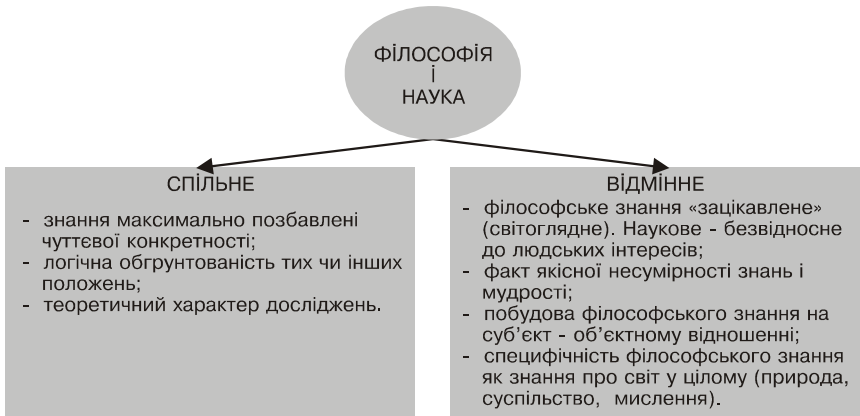 ФІЛОСОФІЯ
І
НАУКА
СПІЛЬНЕ
- знання максимально позбавлені
чуттєвої конкретності;
- логічна обгрунтованість тих чи інших
положень;
- теоретичний характер досліджень.
ВІДМІННЕ
- філософське знання «зацікавлене»
(світоглядне). Наукове - безвідносне
до людських інтересів;
- факт якісної несумірності знань і
мудрості;
- побудова філософського знання на
суб’єкт - об’єктному відношенні;
- специфічність філософського знання
як знання про світ у цілому (природа,
суспільство, мислення).